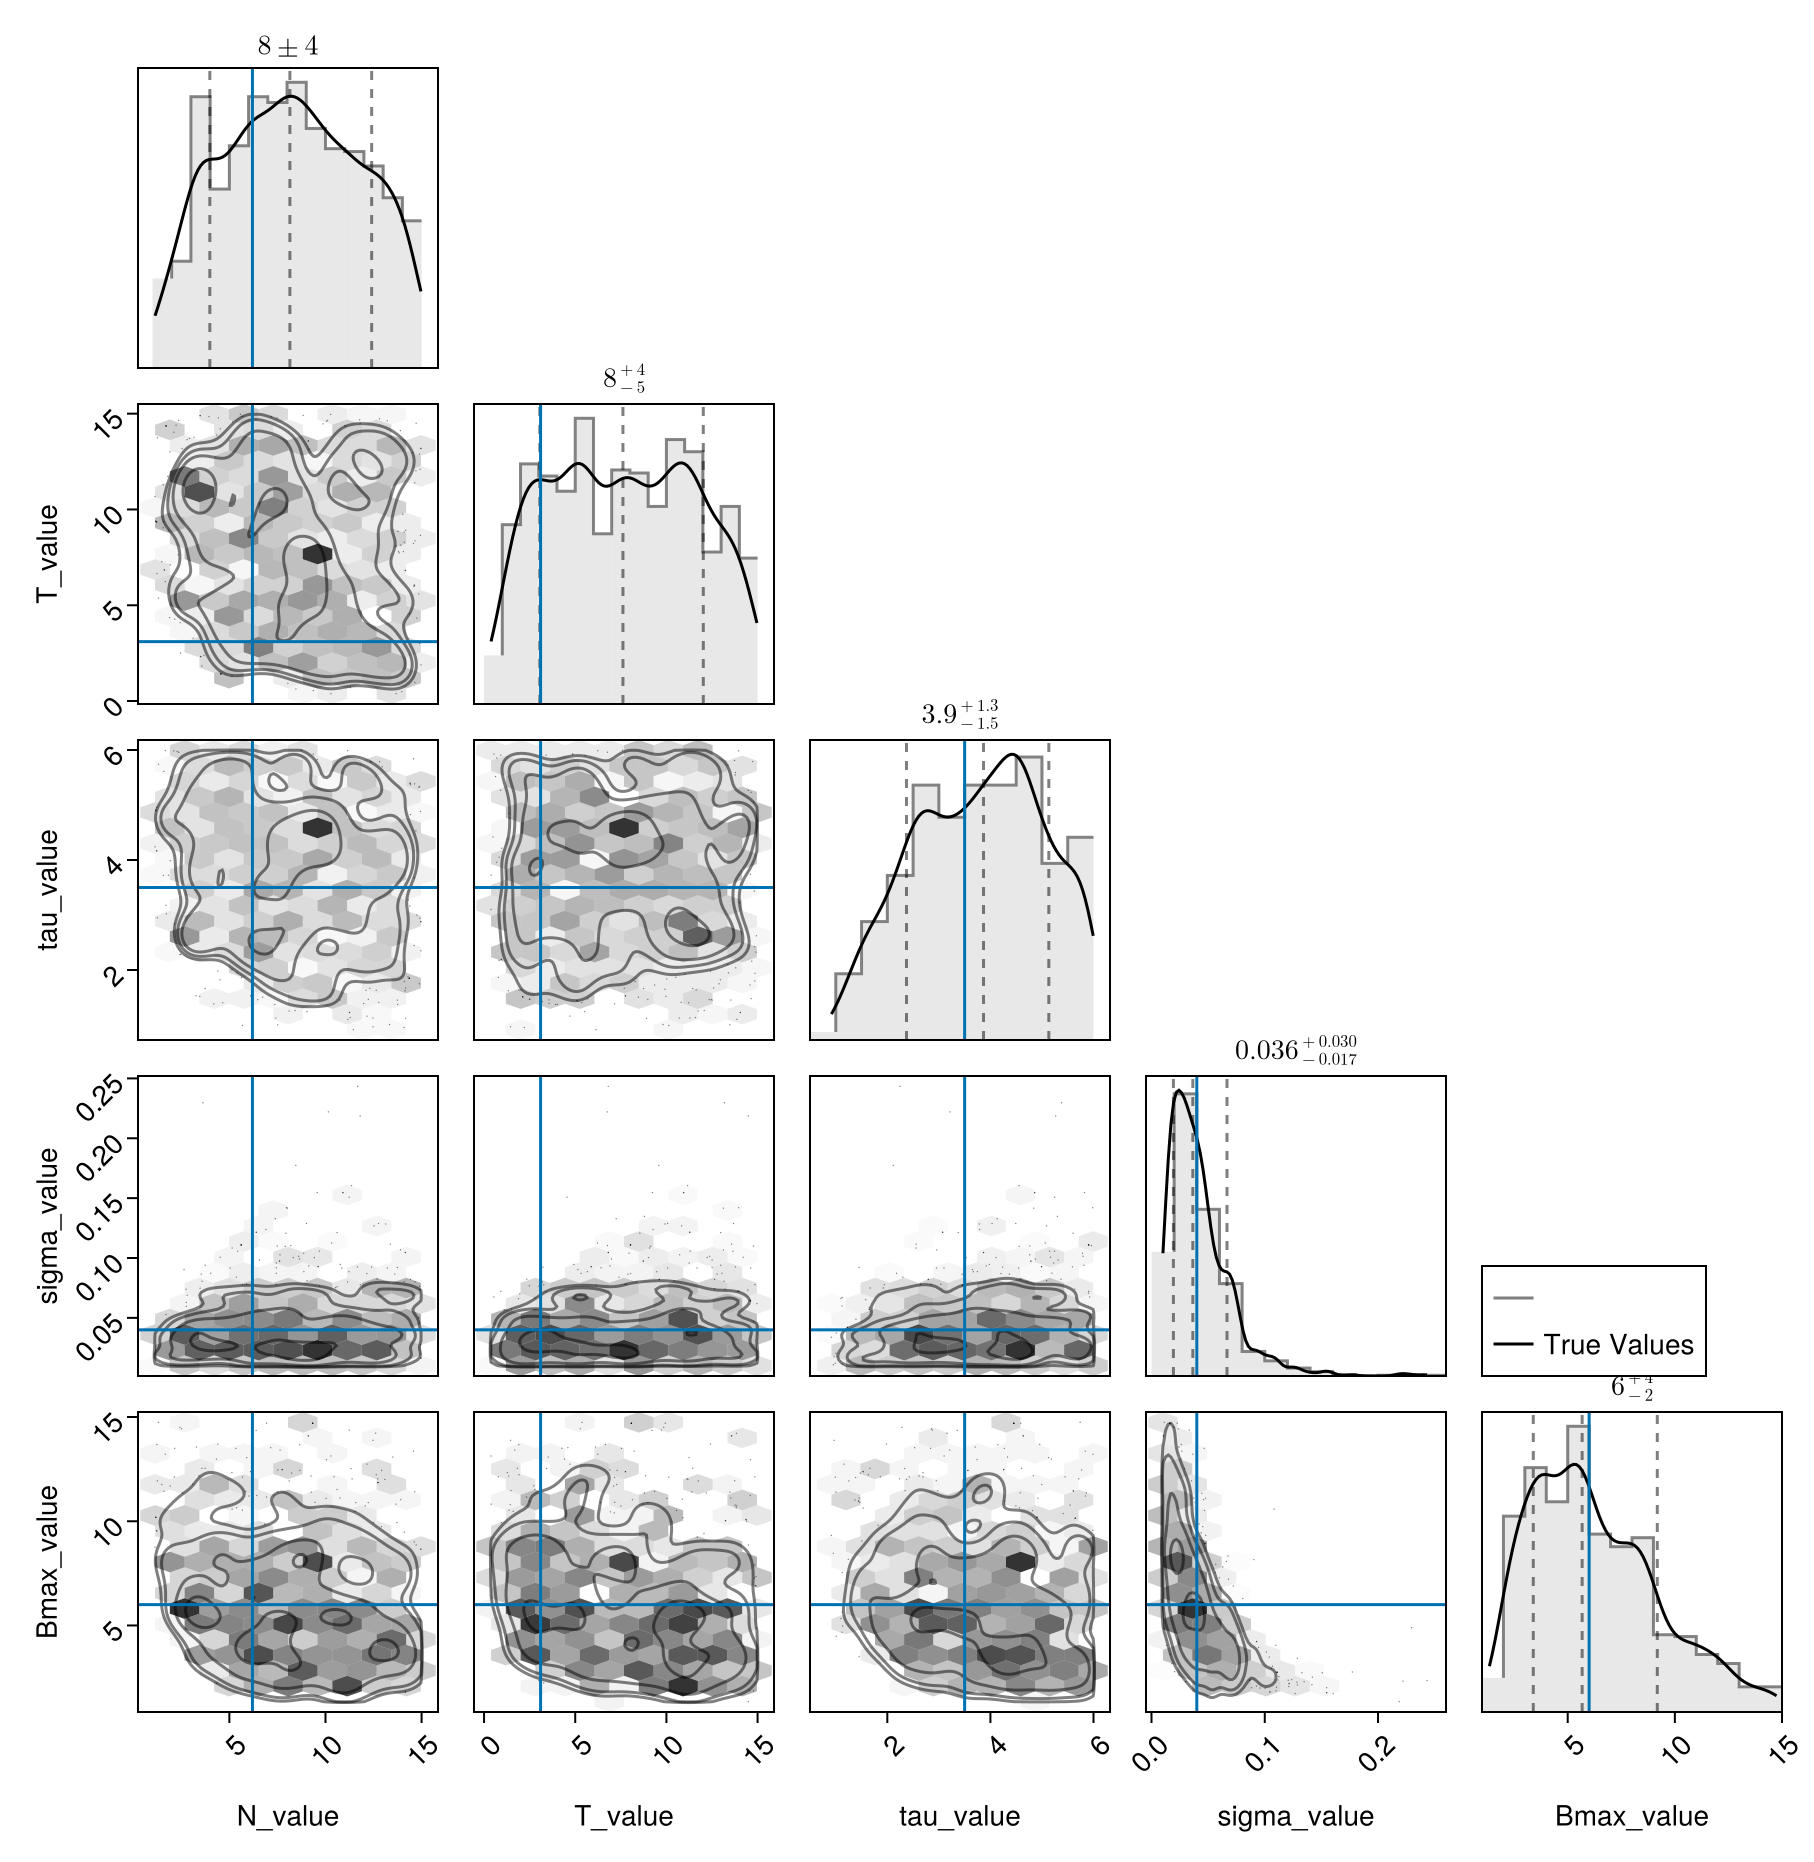 8 ± 4
15
10
5
0
T_value
8 +4 -5
6
4
2
tau_value
3.9 +1.3 -1.5
0.25
0.20
0.15
0.10
0.05
sigma_value
0.036 +0.030 -0.017
True Values
6 +4 -2
15
10
5
Bmax_value
5 10 15
0 5 10 15
2 4 6
0.0 0.1 0.2
5 10 15
N_value
T_value
tau_value
sigma_value
Bmax_value